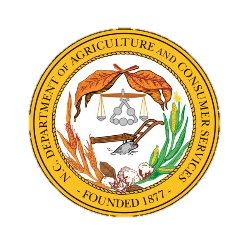 N.C. DEPARTMENT OF AGRICULTURE AND CONSUMER SERVICES
- FOUNDED 1877 -